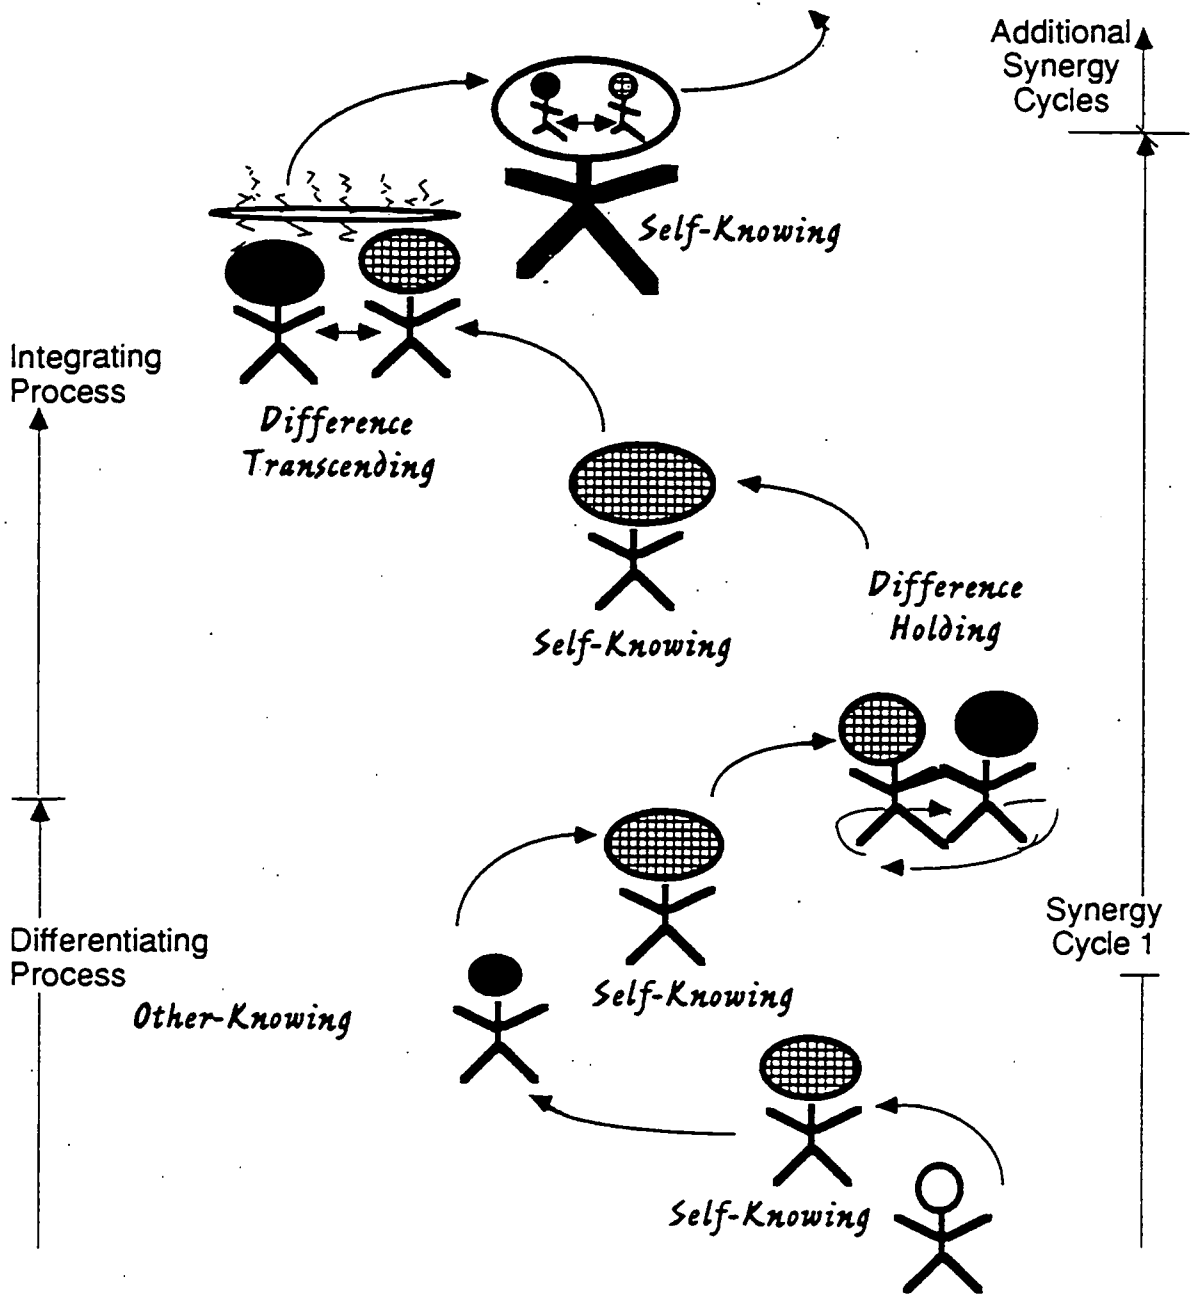 Additional
Synergy
Cycles
Self-Knowing
Integrating
Process
Difference
Transcending
Difference
Holding
Self-Knowing
Synergy
Cycle 1
Differentiating
Process
Self-Knowing
Other-Knowing
Self-Knowing